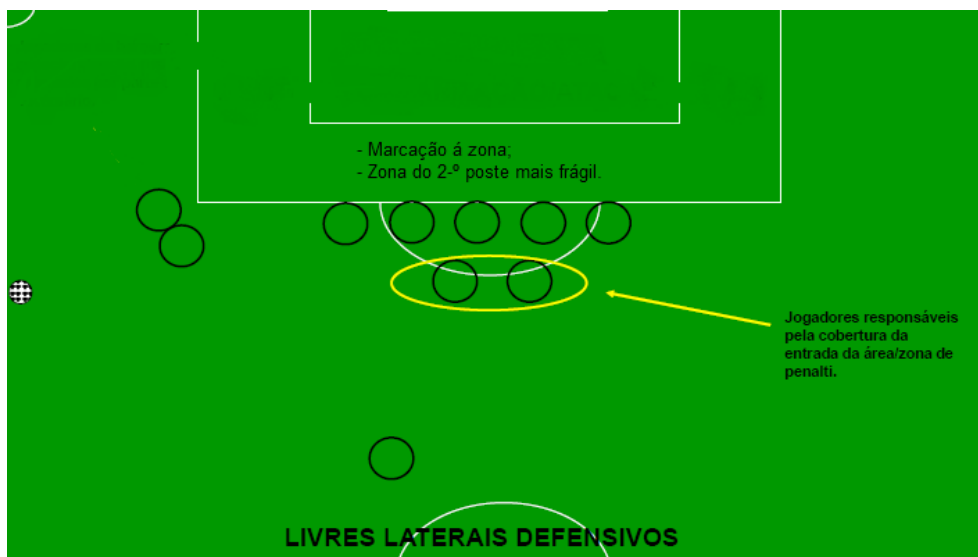 - Marcação á zona;
- Zona do 2-º poste mais frágil.
Jogadores responsáveis
pela cobertura da
entrada da área/zona de
penalti.
LIVRES LATERAIS DEFENSIVOS